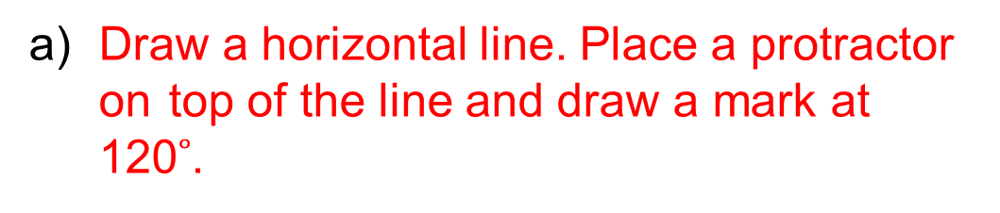 a) Draw a horizontal line. Place a protractor
on top of the line and draw a mark at
120°.